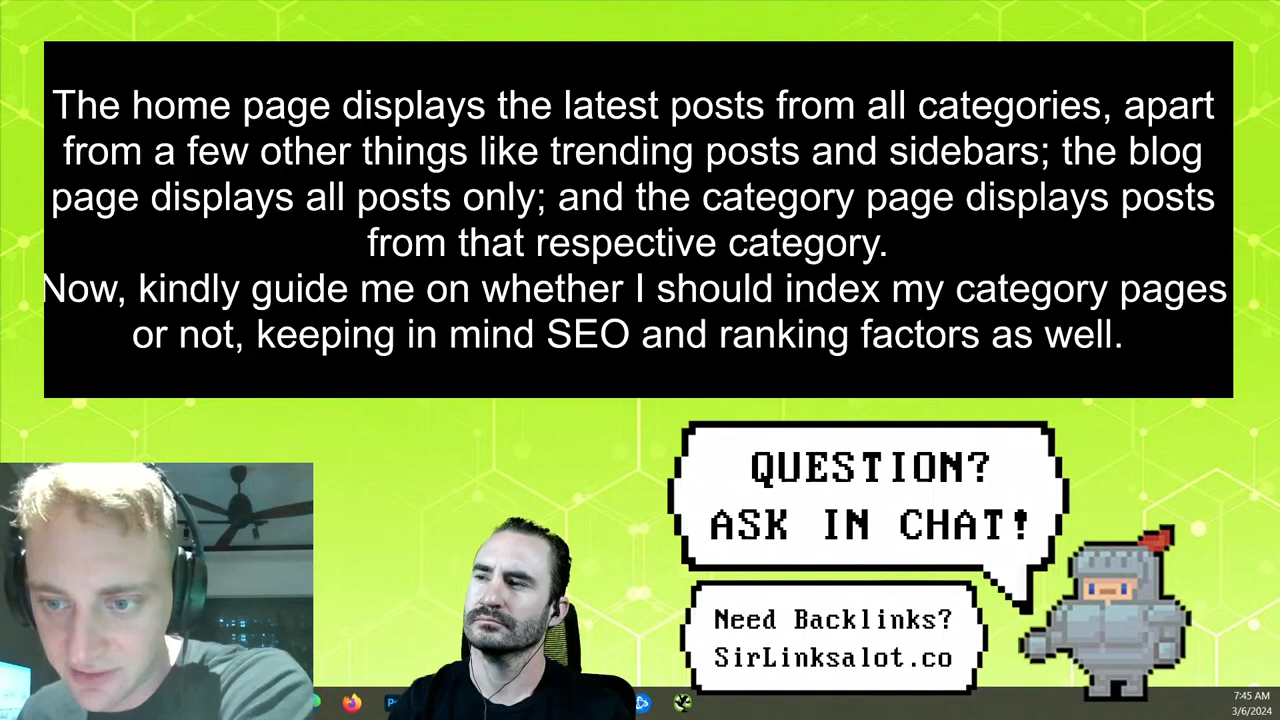 The home page displays the latest posts from all categories, apart
from a few other things like trending posts and sidebars; the blog
page displays all posts only; and the category page displays posts
from that respective category.
Now, kindly guide me on whether I should index my category pages
or not, keeping in mind SEO and ranking factors as well.
QUESTION?
ASK IN CHAT!
Need Backlinks?
SirLinksalot.co
7:45 AM
3/6/2024